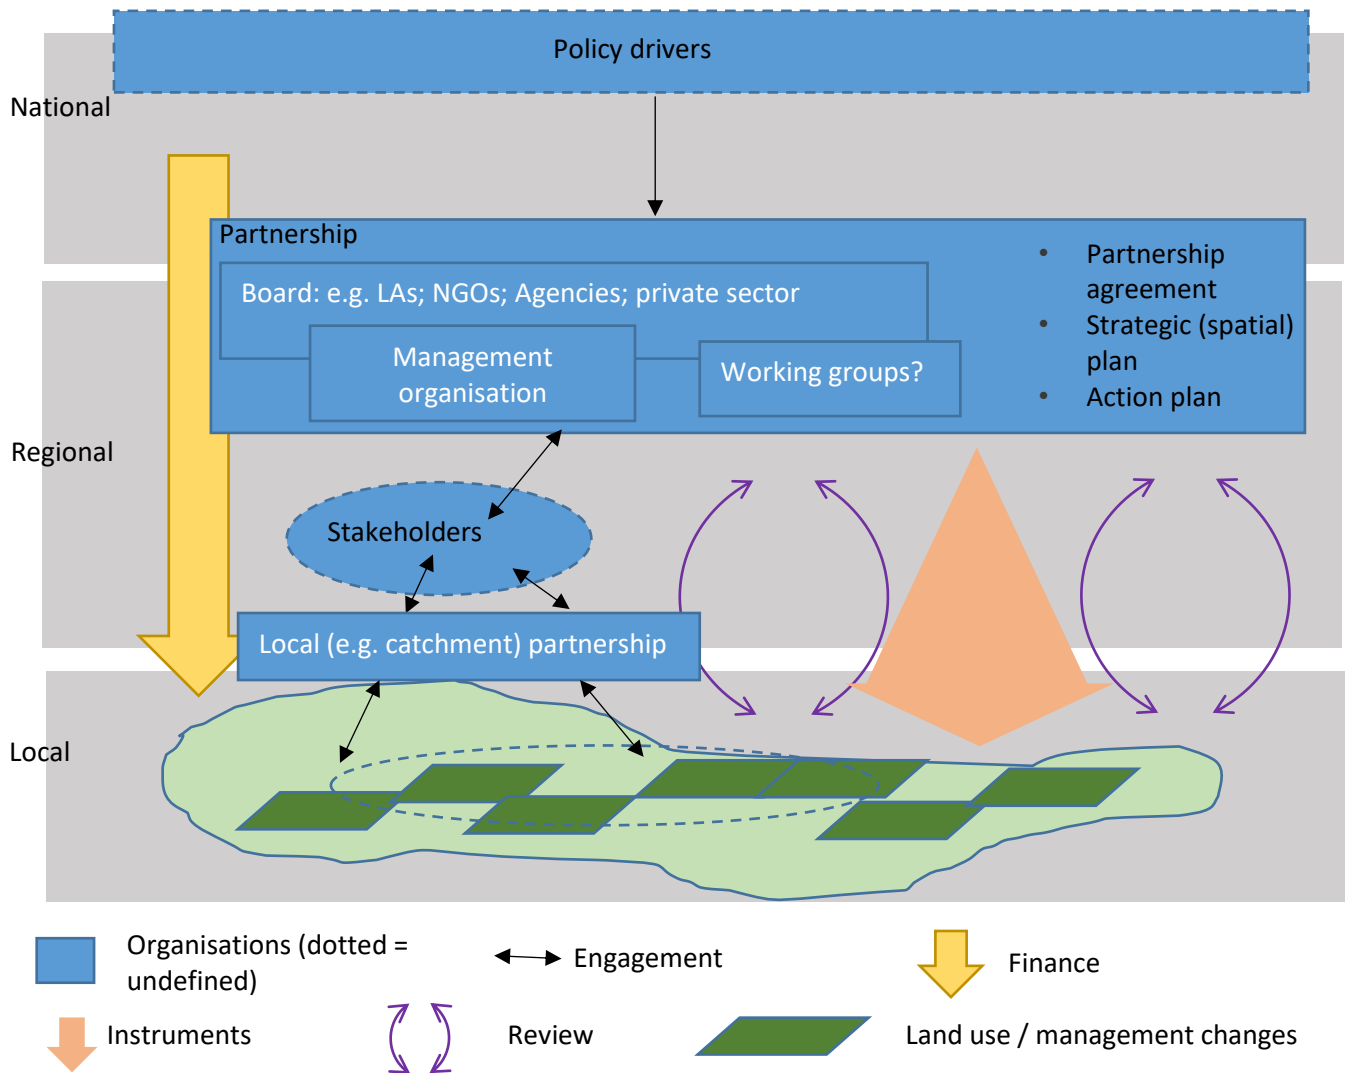 Policy drivers
National
Partnership
Board: e.g. LAs; NGOs; Agencies; private sector
Management
organisation
Working groups?
• Partnership
agreement
• Strategic (spatial)
plan
• Action plan
Regional
Stakeholders
Local (e.g. catchment) partnership
Local
Organisations (dotted =
undefined)
Engagement
Finance
Instruments
Review
Land use / management changes